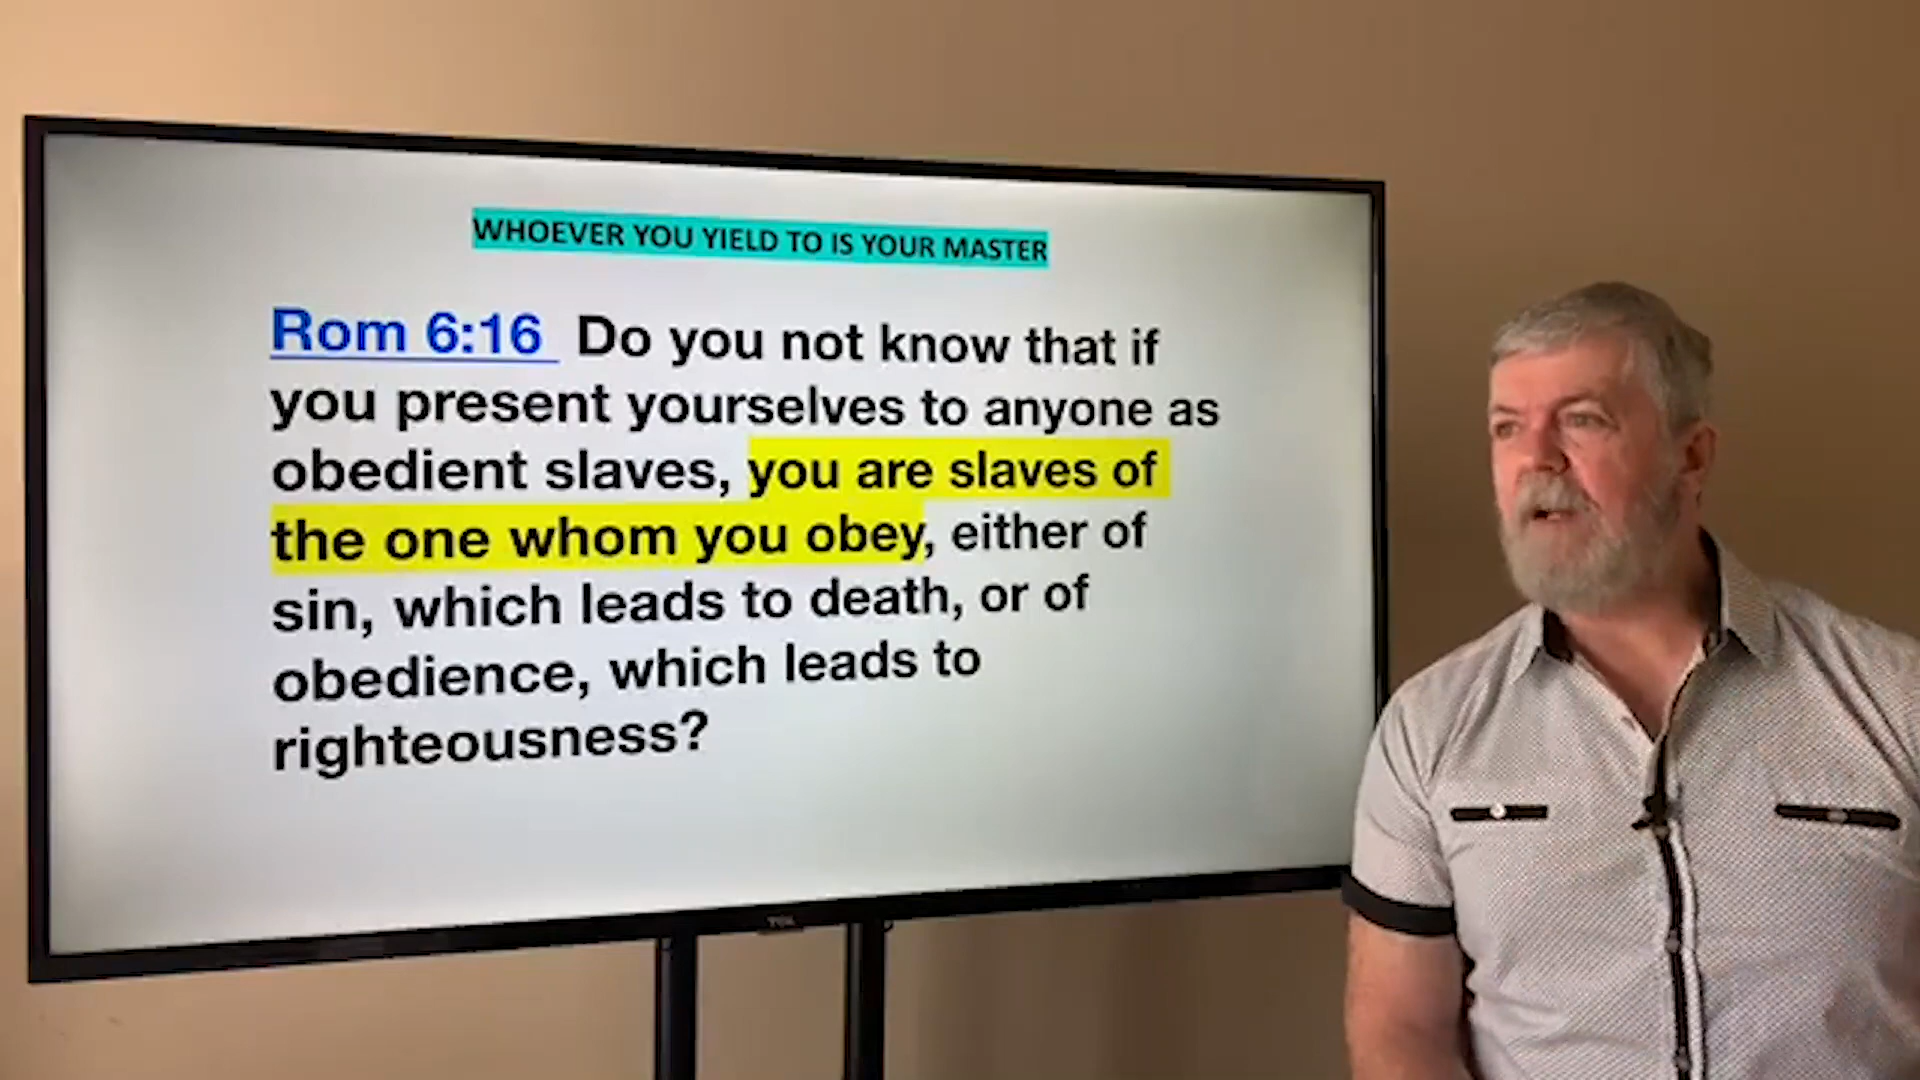 WHOEVER YOU YIELD TO IS YOUR MASTER
Rom 6:16 Do you not know that if
you present yourselves to anyone as
obedient slaves, you are slaves of
the one whom you obey, either of
sin, which leads to death, or of
obedience, which leads to
righteousness?
TCL